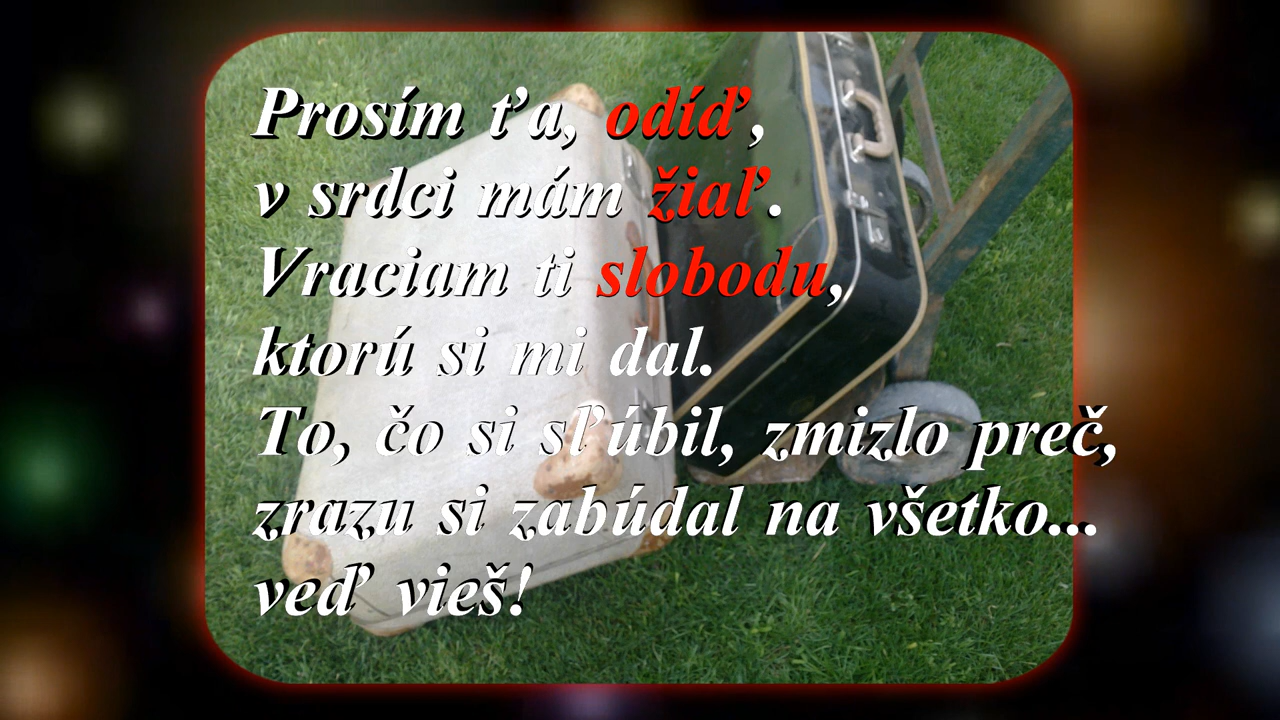 Prosím ťa, odíď,
v srdci mám žiaľ.
Vraciam ti slobodu,
ktorú si mi dal.
To, čo si sľúbil, zmizlo preč,
zrazu si zabúdal na všetko...
veď vieš!